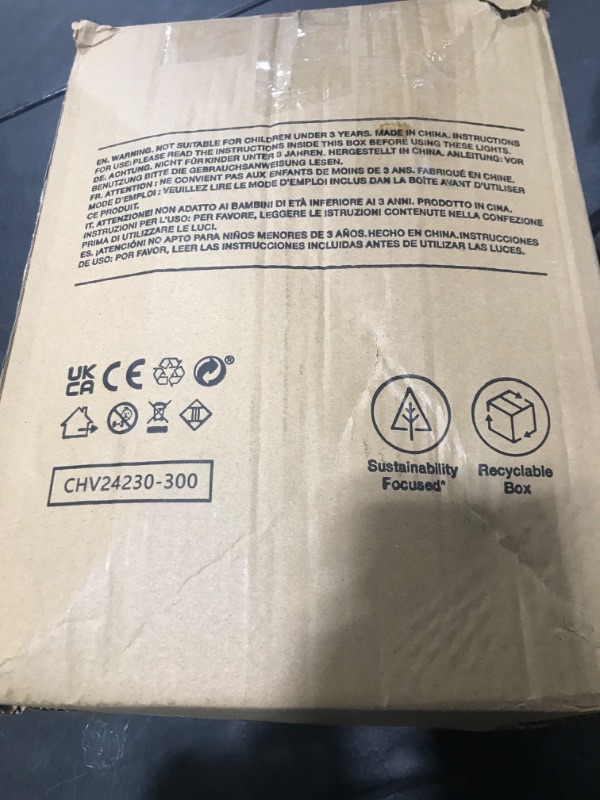 EN. WARNING. NOT SUITABLE FOR CHILDREN UNDER 3 YEARS. MADE IN CHINA. INSTRUCTIONS
FOR USE:PLEASE READ THE INSTRUCTIONS INSIDE THIS BOX BEFORE USING THESE LIGHTS.
DE. ACHTUNG. NICHT FÜR KINDER UNTER 3 JAHREN. HERGESTELLT IN CHINA. ANLEITUNG: VOR
BENUTZUNG BITTE DIE GEBRAUCHSANWEISUNG LESEN.
FR. ATTENTION : NE CONVIENT PAS AUX ENFANTS DE MOINS DE 3 ANS. FABRIQUÉ EN CHINE.
MODE D'EMPLOI : VEUILLEZ LIRE LE MODE D'EMPLOI INCLUS DAN LA BOÎTE AVANT D'UTILISER
CE PRODUIT.
IT. ATTENZIONE! NON ADATTO AI BAMBINI DI ETÀ INFERIORE AI 3 ANNI. PRODOTTO IN CINA.
INSTRUZIONI PER L'USO: PER FAVORE, LEGGERE LE ISTRUZIONI CONTENUTE NELLA CONFEZIONE
PRIMA DI UTILIZZARE LE LUCI.
ES. ¡ATENCIÓN! NO APTO PARA NIÑOS MENORES DE 3 AÑOS.HECHO EN CHINA.INSTRUCCIONES
DE USO: POR FAVOR, LEER LAS INSTRUCCIONES INCLUIDAS ANTES DE UTILIZAR LAS LUCES.
UK
CA CE ®
III
CHV24230-300
Sustainability
Focused"
Recyclable
Box